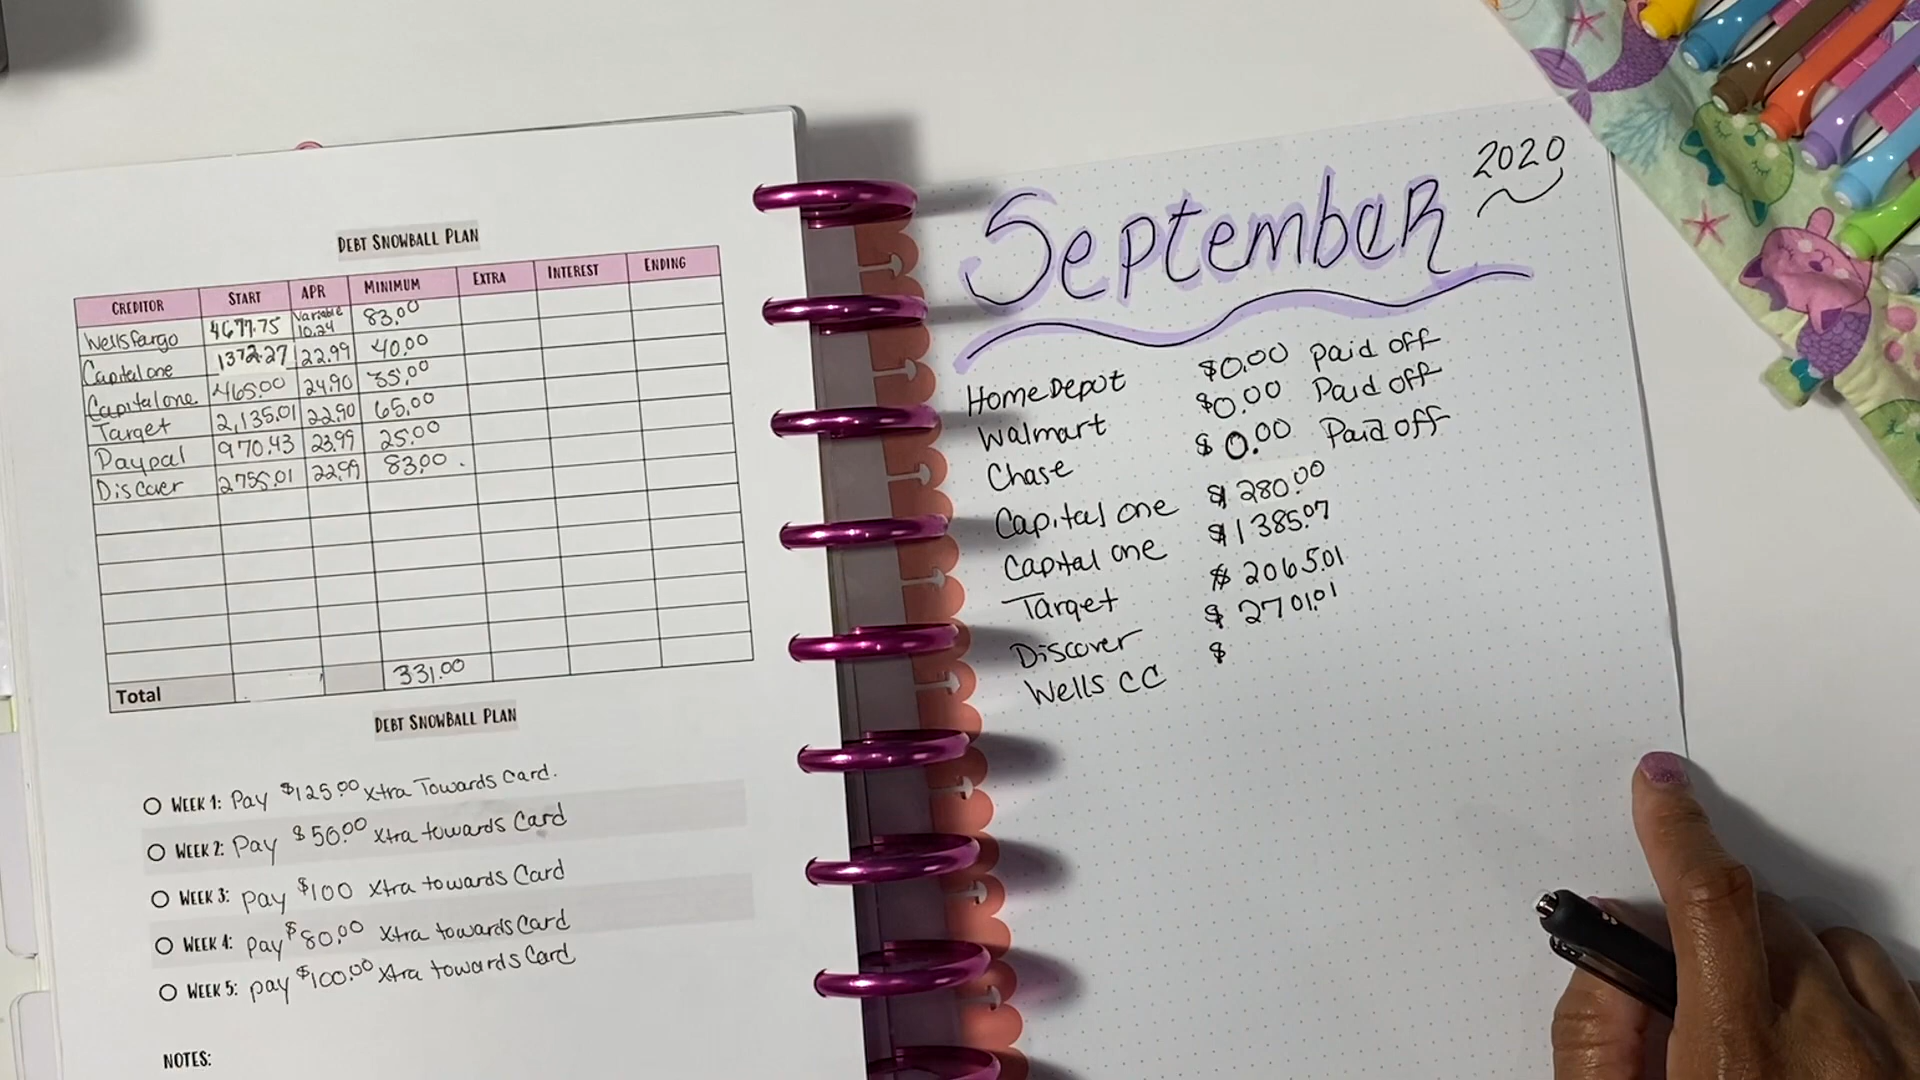 DEBT SNOWBALL PLAN
CREDITOR START APR MINIMUM EXTRA INTEREST ENDING
Wellsfargo 4677.75 Variable 10.24 83.00
Capital one 1372.27 22.99 40.00
Capital one 465.00 24.90 35.00
Target 2,135.01 22.90 65.00
Paypal 970.43 23.99 25.00
Discover 2755.01 22.99 83.00
Total 331.00
DEBT SNOWBALL PLAN
WEEK 1: Pay $125.00 Xtra Towards Card.
WEEK 2: Pay $50.00 Xtra towards Card
WEEK 3: pay $100 Xtra towards Card
WEEK 4: pay $80.00 Xtra towards Card
WEEK 5: pay $100.00 Xtra towards Card
NOTES:
September 2020
Home Depot $0.00 paid off
Walmart $0.00 Paid off
Chase $0.00 Paid off
Capital one $280.00
Capital one $1385.07
Target $2065.01
Discover $2701.01
Wells CC $